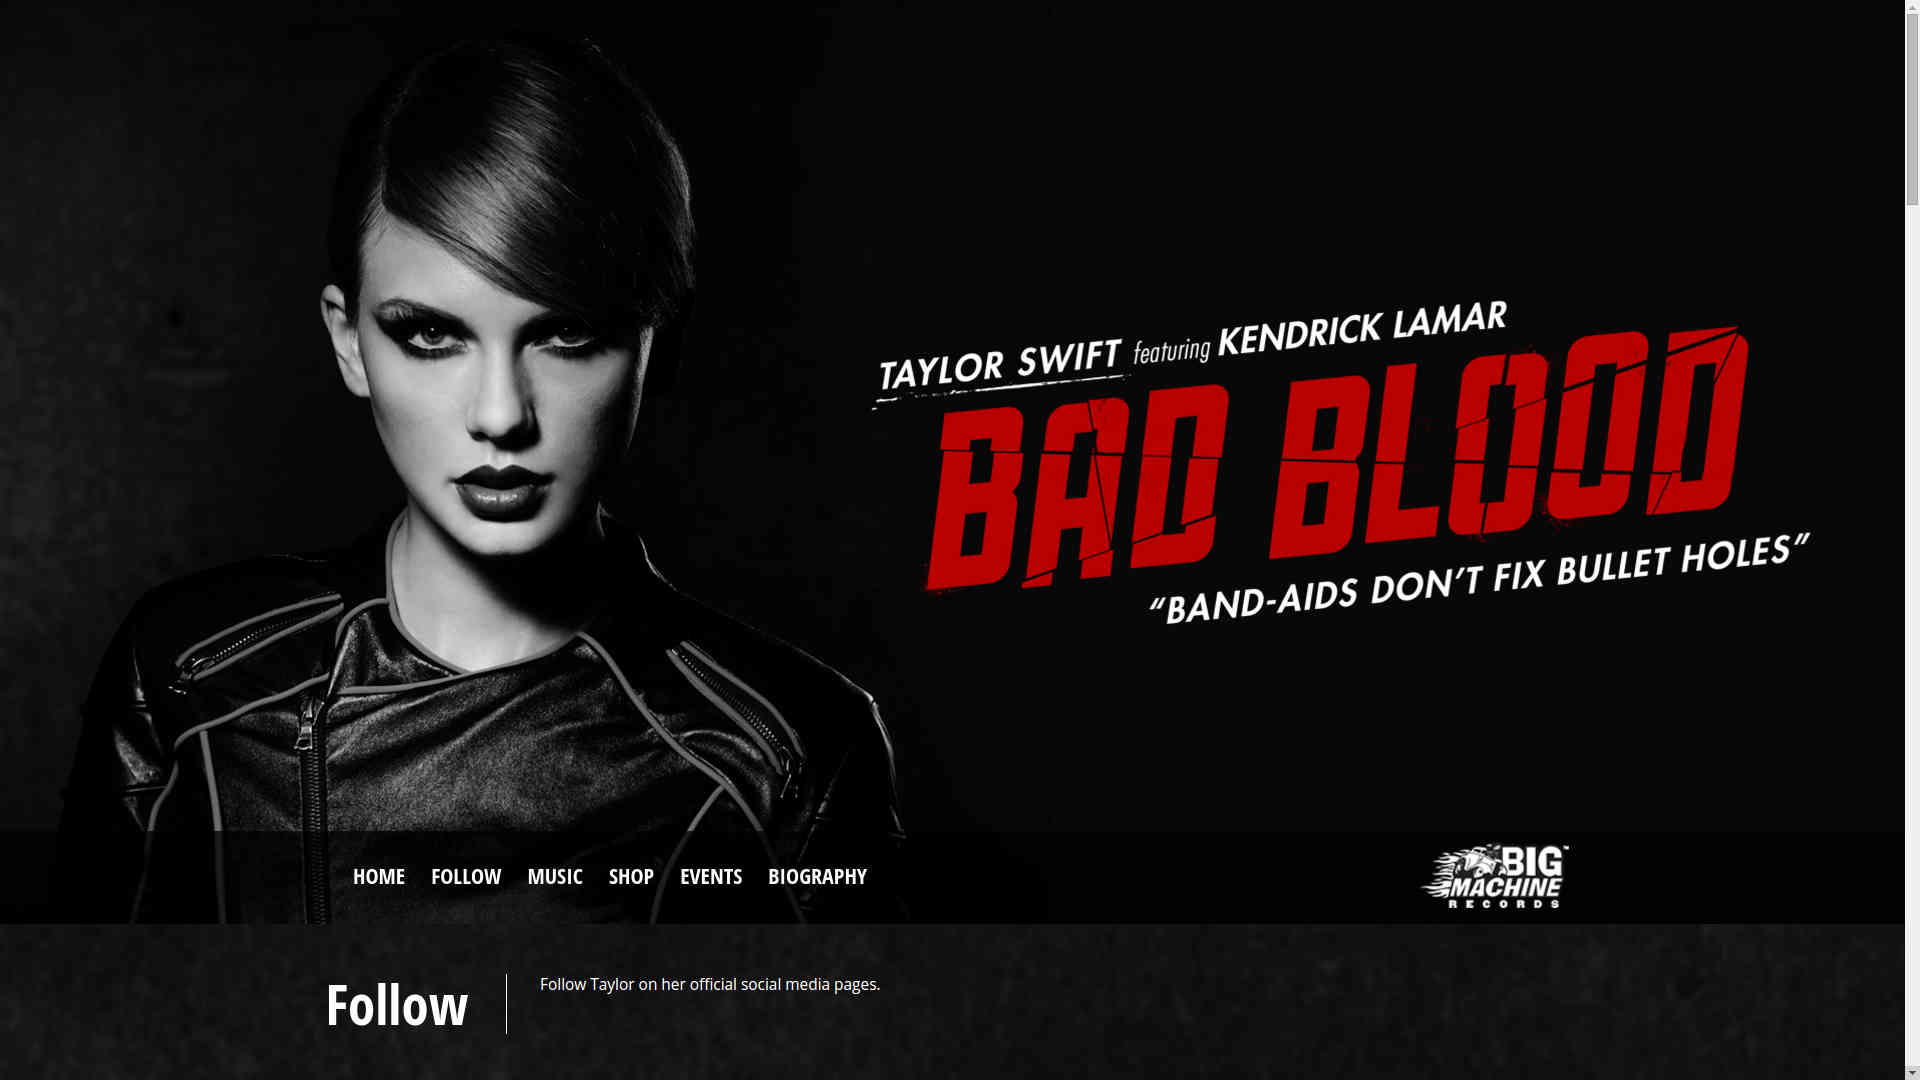 TAYLOR SWIFT featuring KENDRICK LAMAR
BAD BLOOD
“BAND-AIDS DON’T FIX BULLET HOLES”
HOME FOLLOW MUSIC SHOP EVENTS BIOGRAPHY
BIG™
MACHINE
RECORDS
Follow
Follow Taylor on her official social media pages.